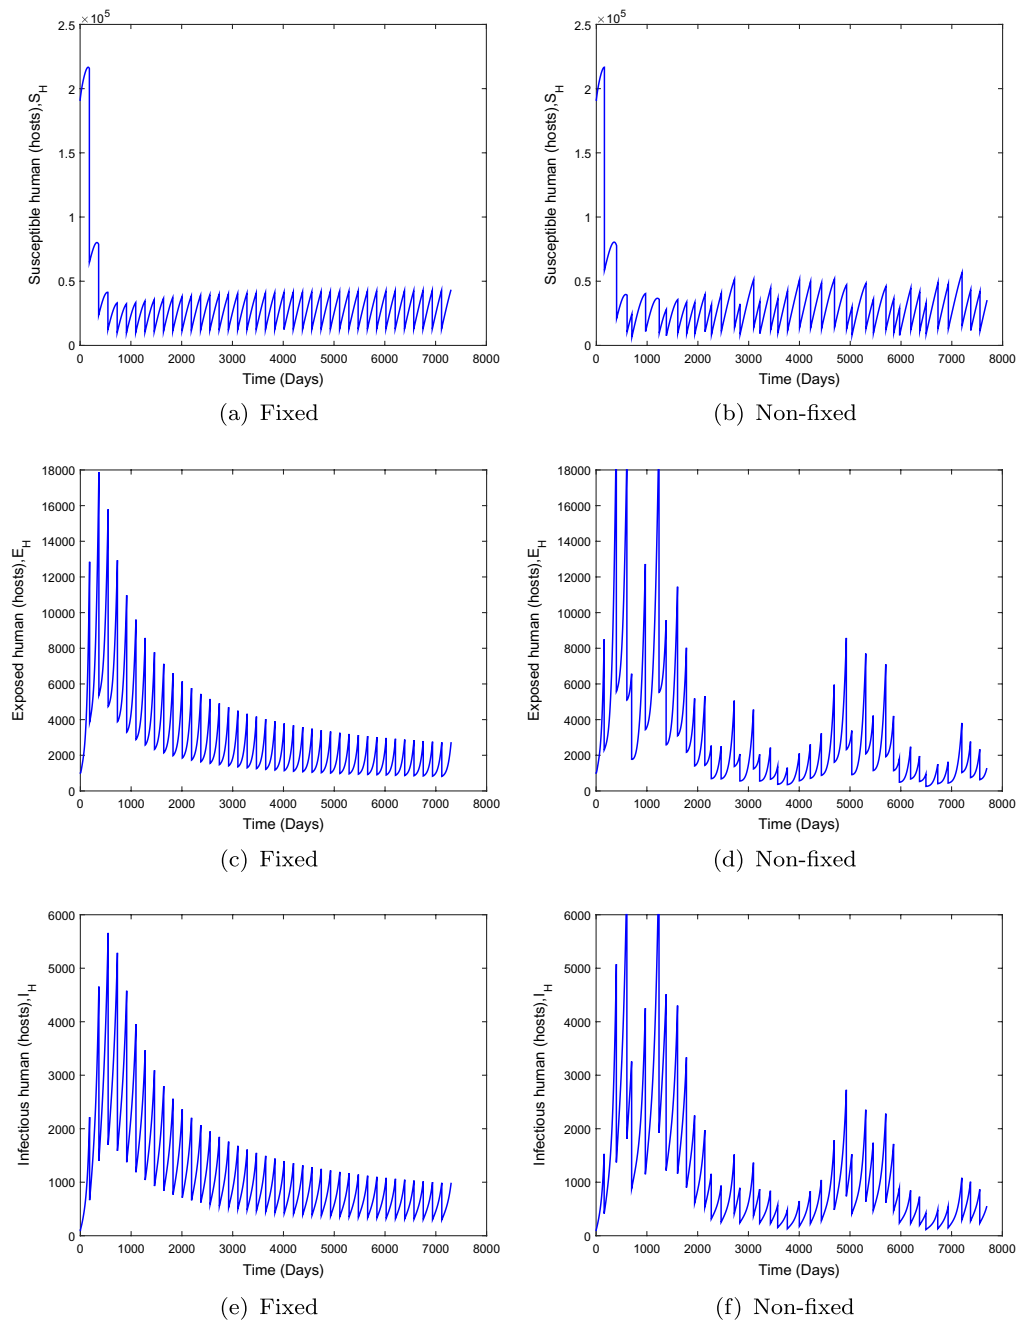 ×10⁵
2.5
2
1.5
1
0.5
0
Susceptible human (hosts),S_H
0 1000 2000 3000 4000 5000 6000 7000 8000
Time (Days)
(a) Fixed
×10⁵
2.5
2
1.5
1
0.5
0
Susceptible human (hosts),S_H
0 1000 2000 3000 4000 5000 6000 7000 8000
Time (Days)
(b) Non-fixed
18000
16000
14000
12000
10000
8000
6000
4000
2000
0
Exposed human (hosts),E_H
0 1000 2000 3000 4000 5000 6000 7000 8000
Time (Days)
(c) Fixed
18000
16000
14000
12000
10000
8000
6000
4000
2000
0
Exposed human (hosts),E_H
0 1000 2000 3000 4000 5000 6000 7000 8000
Time (Days)
(d) Non-fixed
6000
5000
4000
3000
2000
1000
0
Infectious human (hosts),I_H
0 1000 2000 3000 4000 5000 6000 7000 8000
Time (Days)
(e) Fixed
6000
5000
4000
3000
2000
1000
0
Infectious human (hosts),I_H
0 1000 2000 3000 4000 5000 6000 7000 8000
Time (Days)
(f) Non-fixed